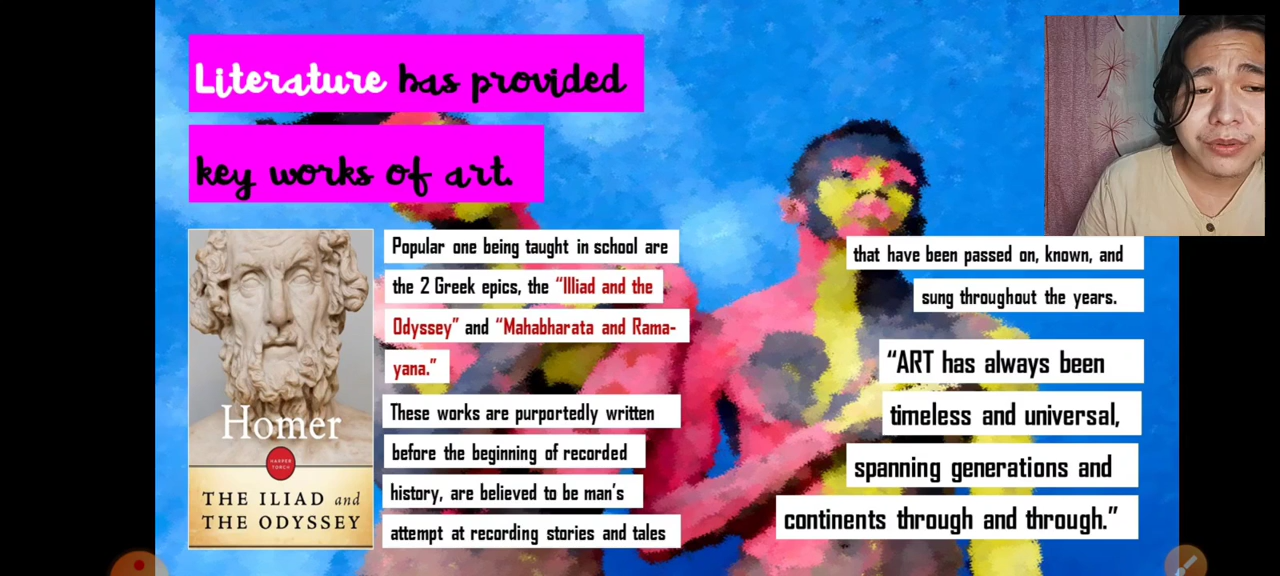 Literature has provided
key works of art.
Homer
HARPER
TORCH
THE ILIAD and
THE ODYSSEY
Popular one being taught in school are
the 2 Greek epics, the “Illiad and the
Odyssey” and “Mahabharata and Rama-
yana.”
These works are purportedly written
before the beginning of recorded
history, are believed to be man’s
attempt at recording stories and tales
that have been passed on, known, and
sung throughout the years.
“ART has always been
timeless and universal,
spanning generations and
continents through and through.”